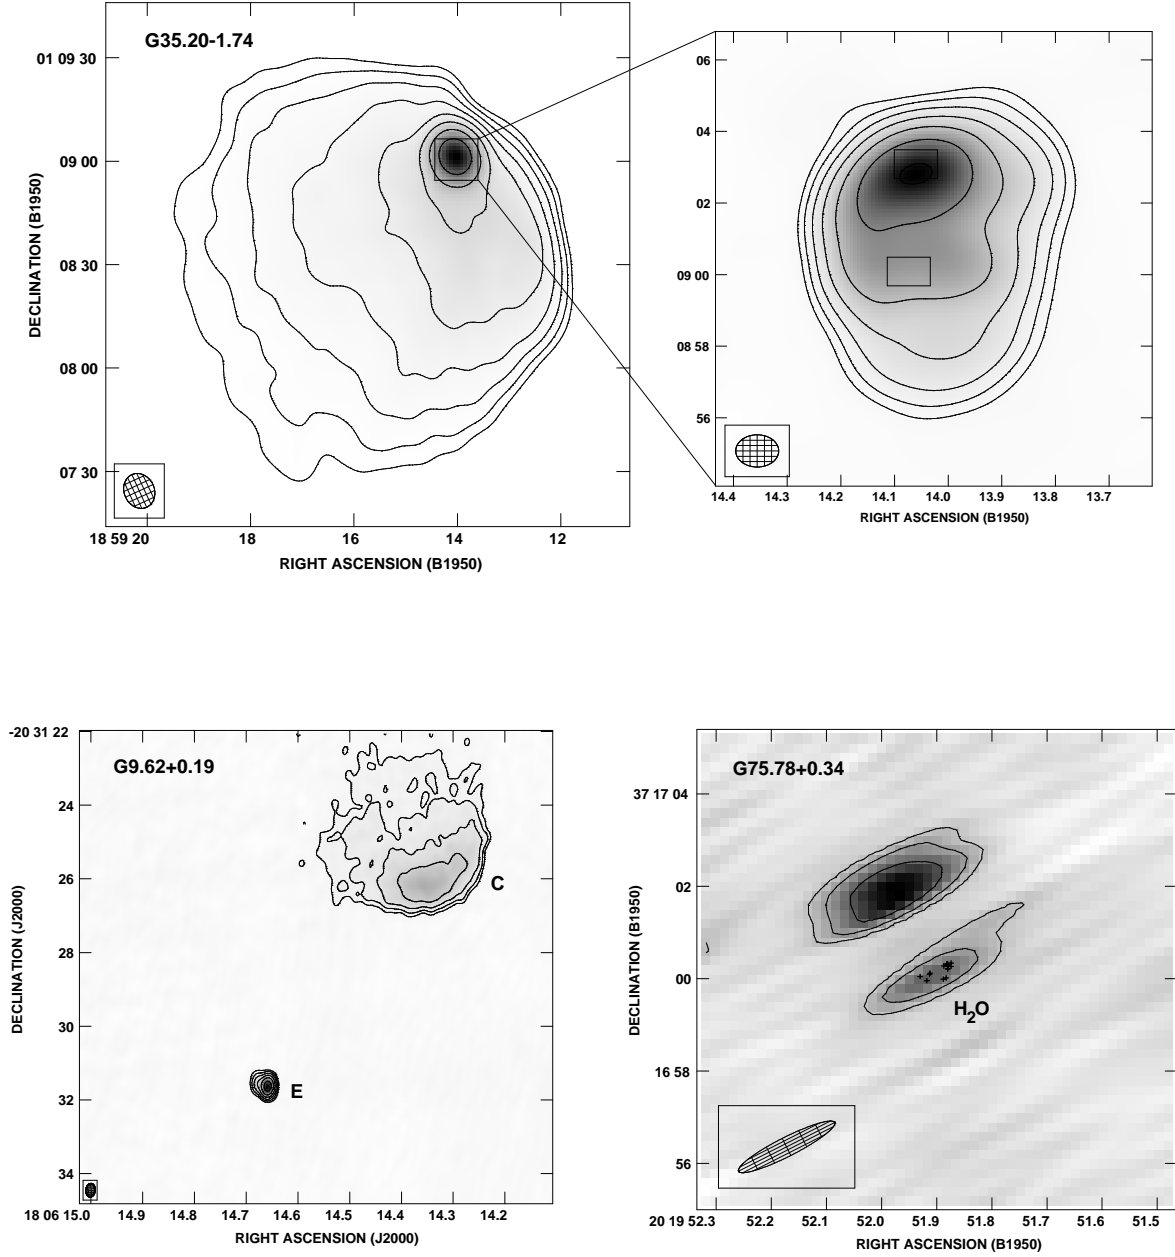 G35.20-1.74
01 09 30
09 00
08 30
08 00
07 30
DECLINATION (B1950)
18 59 20
18
16
14
12
RIGHT ASCENSION (B1950)
06
04
02
09 00
08 58
56
14.4
14.3
14.2
14.1
14.0
13.9
13.8
13.7
RIGHT ASCENSION (B1950)
G9.62+0.19
-20 31 22
24
26
28
30
32
34
DECLINATION (J2000)
C
E
18 06 15.0
14.9
14.8
14.7
14.6
14.5
14.4
14.3
14.2
RIGHT ASCENSION (J2000)
G75.78+0.34
37 17 04
02
00
16 58
56
DECLINATION (B1950)
H2O
20 19 52.3
52.2
52.1
52.0
51.9
51.8
51.7
51.6
51.5
RIGHT ASCENSION (B1950)